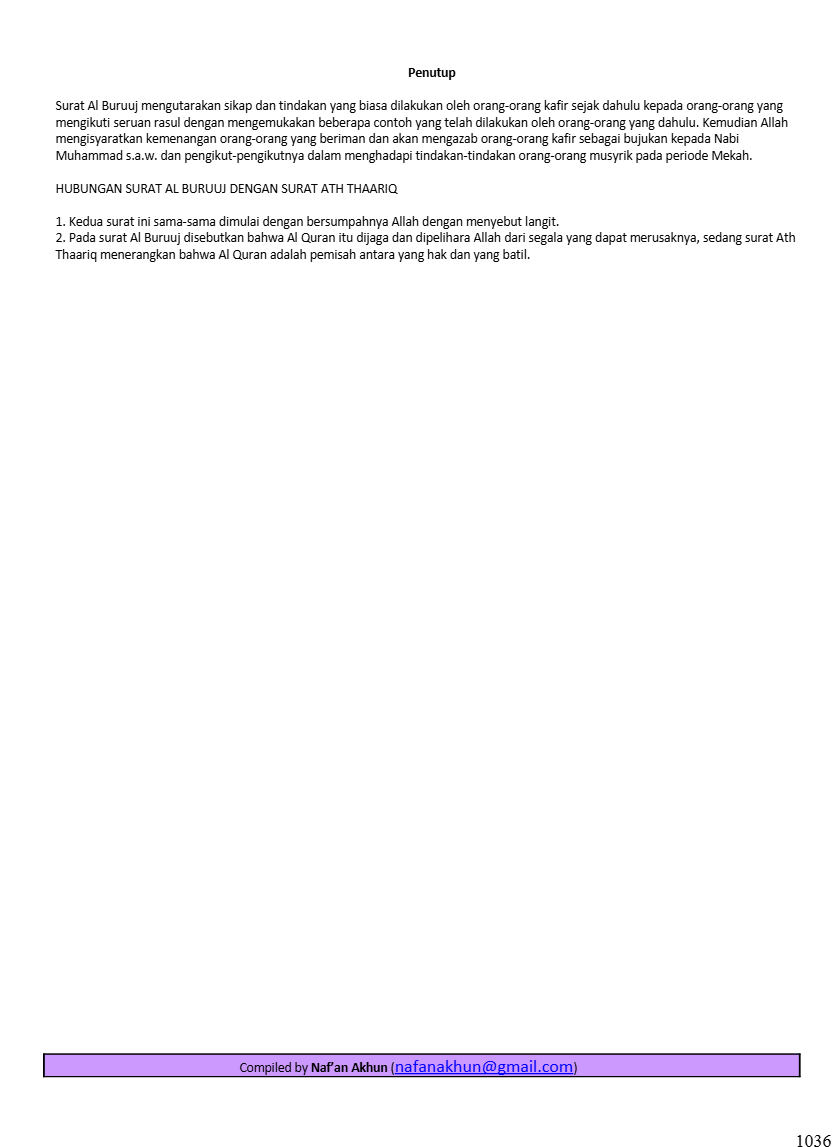 Penutup
Surat Al Buruuj mengutarakan sikap dan tindakan yang biasa dilakukan oleh orang-orang kafir sejak dahulu kepada orang-orang yang
mengikuti seruan rasul dengan mengemukakan beberapa contoh yang telah dilakukan oleh orang-orang yang dahulu. Kemudian Allah
mengisyaratkan kemenangan orang-orang yang beriman dan akan mengazab orang-orang kafir sebagai bujukan kepada Nabi
Muhammad s.a.w. dan pengikut-pengikutnya dalam menghadapi tindakan-tindakan orang-orang musyrik pada periode Mekah.
HUBUNGAN SURAT AL BURUUJ DENGAN SURAT ATH THAARIQ
1. Kedua surat ini sama-sama dimulai dengan bersumpahnya Allah dengan menyebut langit.
2. Pada surat Al Buruuj disebutkan bahwa Al Quran itu dijaga dan dipelihara Allah dari segala yang dapat merusaknya, sedang surat Ath
Thaariq menerangkan bahwa Al Quran adalah pemisah antara yang hak dan yang batil.
Compiled by Naf’an Akhun (nafanakhun@gmail.com)
1036